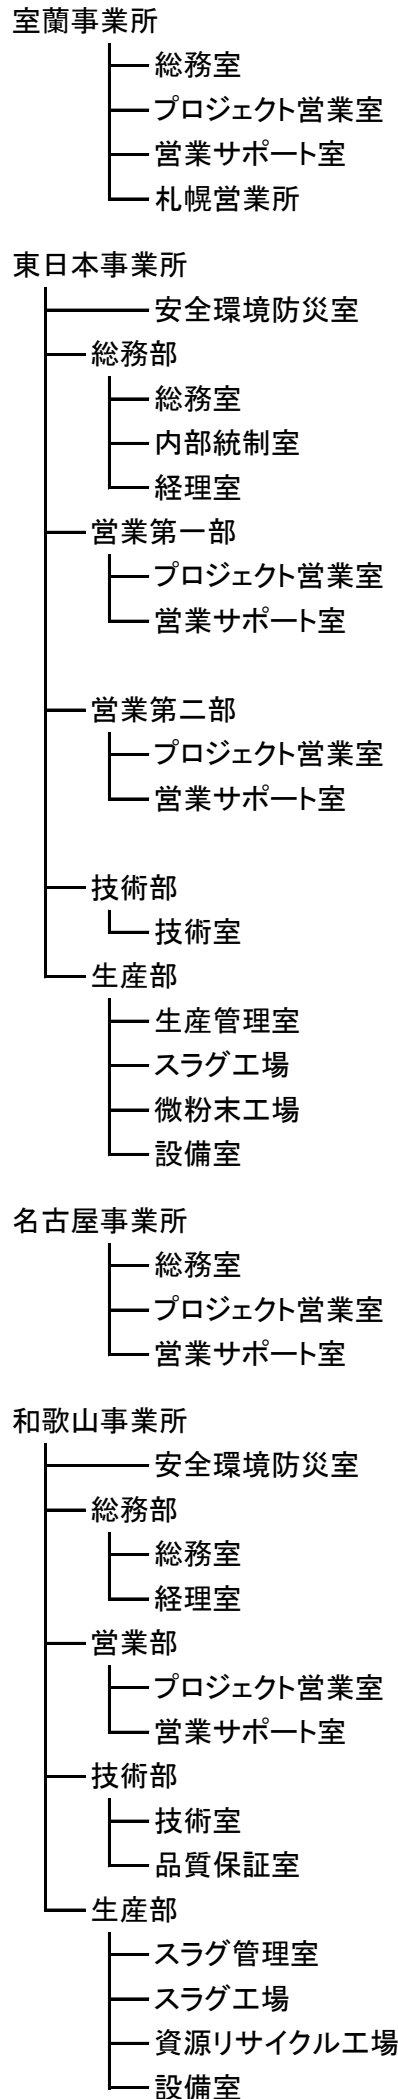 室蘭事業所
総務室
プロジェクト営業室
営業サポート室
札幌営業所
東日本事業所
安全環境防災室
総務部
総務室
内部統制室
経理室
営業第一部
プロジェクト営業室
営業サポート室
営業第二部
プロジェクト営業室
営業サポート室
技術部
技術室
生産部
生産管理室
スラグ工場
微粉末工場
設備室
名古屋事業所
総務室
プロジェクト営業室
営業サポート室
和歌山事業所
安全環境防災室
総務部
総務室
経理室
営業部
プロジェクト営業室
営業サポート室
技術部
技術室
品質保証室
生産部
スラグ管理室
スラグ工場
資源リサイクル工場
設備室